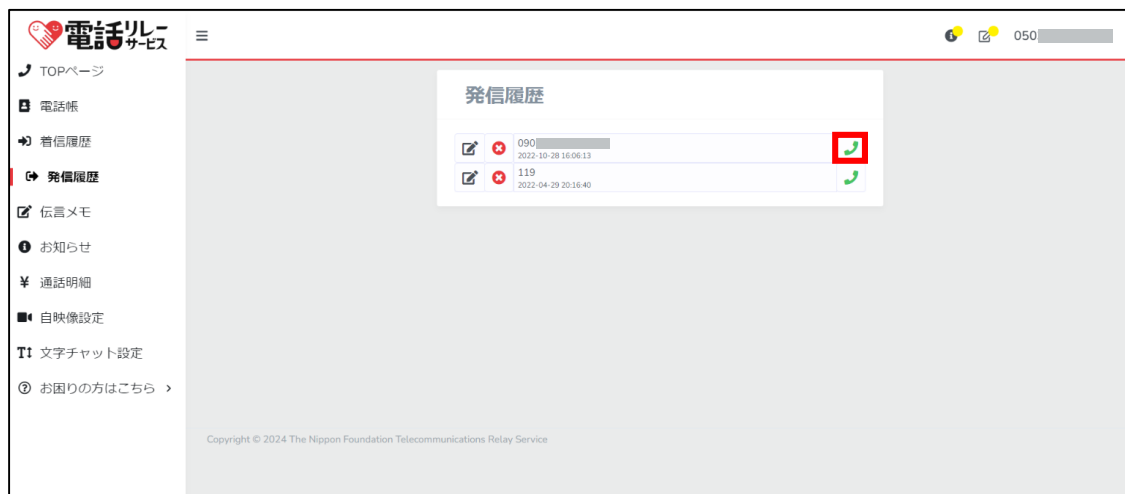 電話リレーサービス
050
TOPページ
電話帳
着信履歴
発信履歴
伝言メモ
お知らせ
¥ 通話明細
自映像設定
T↕ 文字チャット設定
お困りの方はこちら
発信履歴
090
2022-10-28 16:06:13
119
2022-04-29 20:16:40
Copyright © 2024 The Nippon Foundation Telecommunications Relay Service